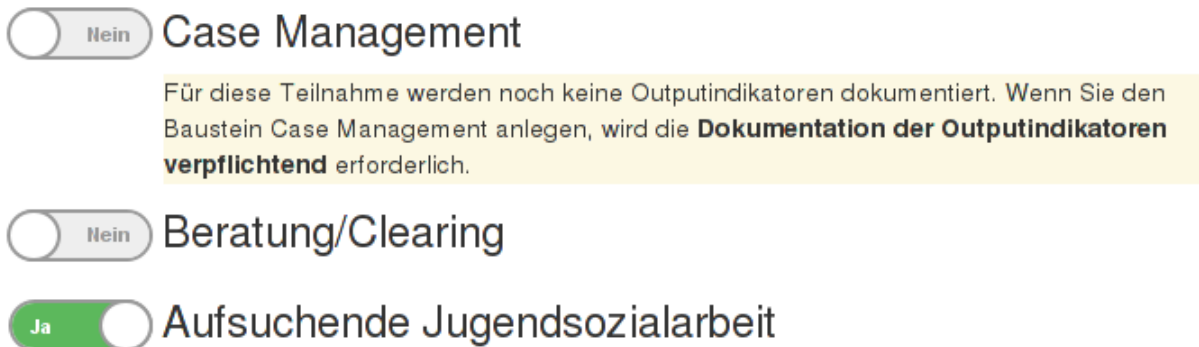 Nein Case Management
Für diese Teilnahme werden noch keine Outputindikatoren dokumentiert. Wenn Sie den
Baustein Case Management anlegen, wird die Dokumentation der Outputindikatoren
verpflichtend erforderlich.
Nein Beratung/Clearing
Ja Aufsuchende Jugendsozialarbeit